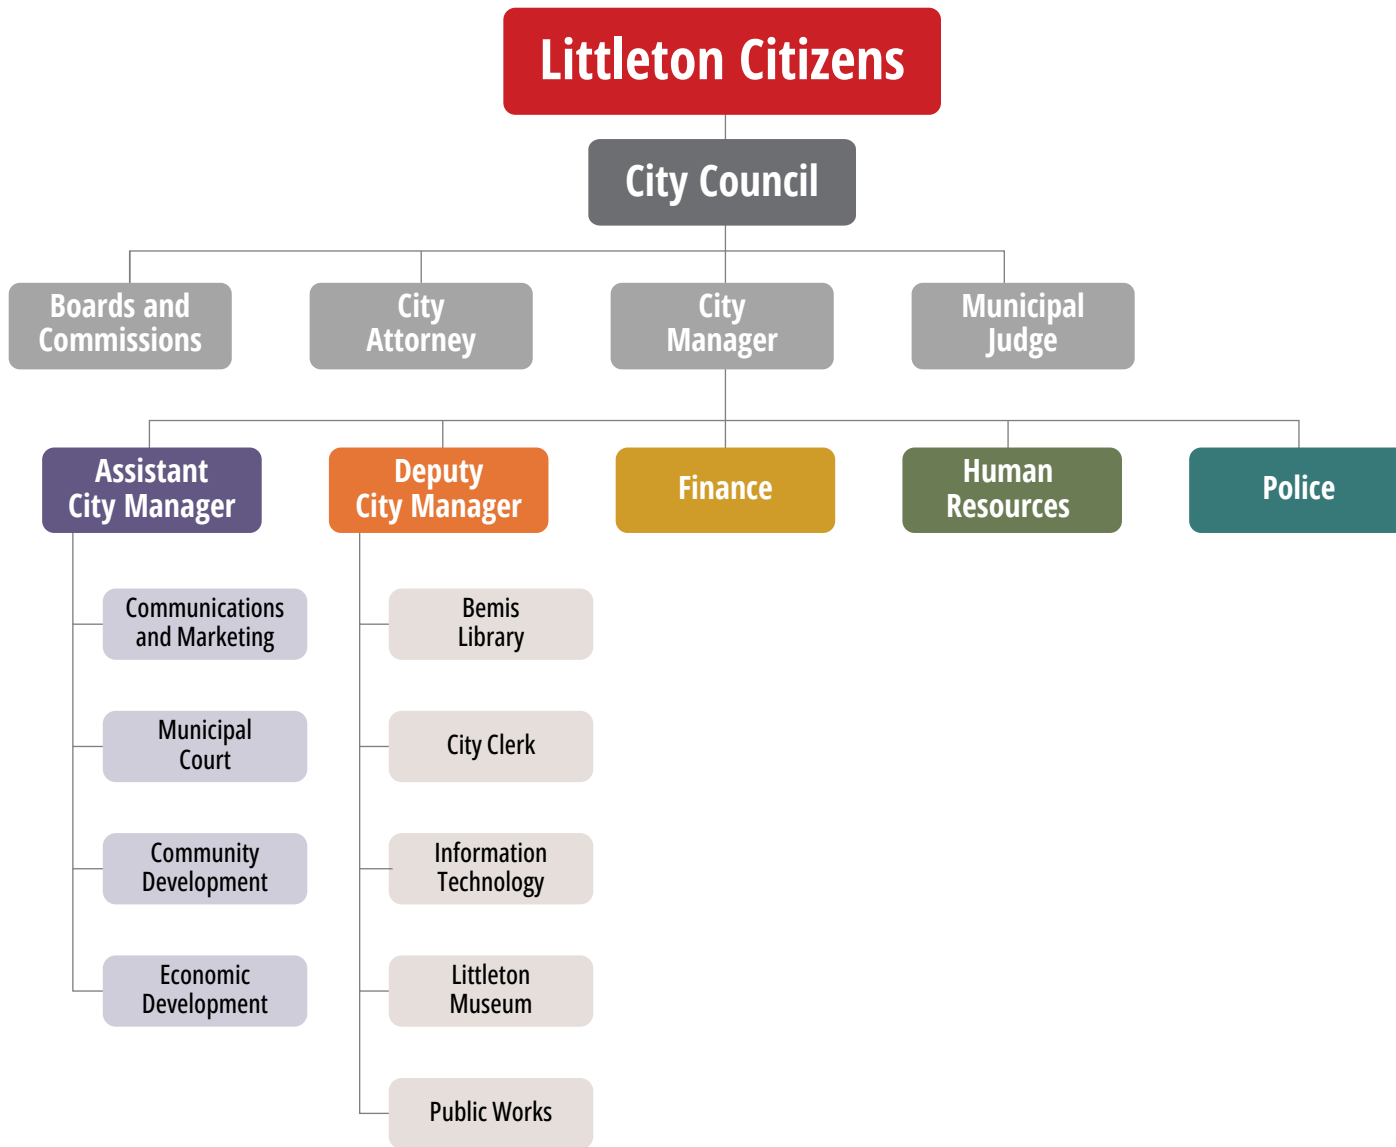 Littleton Citizens
City Council
Boards and
Commissions
City
Attorney
City
Manager
Municipal
Judge
Assistant
City Manager
Deputy
City Manager
Finance
Human
Resources
Police
Communications
and Marketing
Municipal
Court
Community
Development
Economic
Development
Bemis
Library
City Clerk
Information
Technology
Littleton
Museum
Public Works